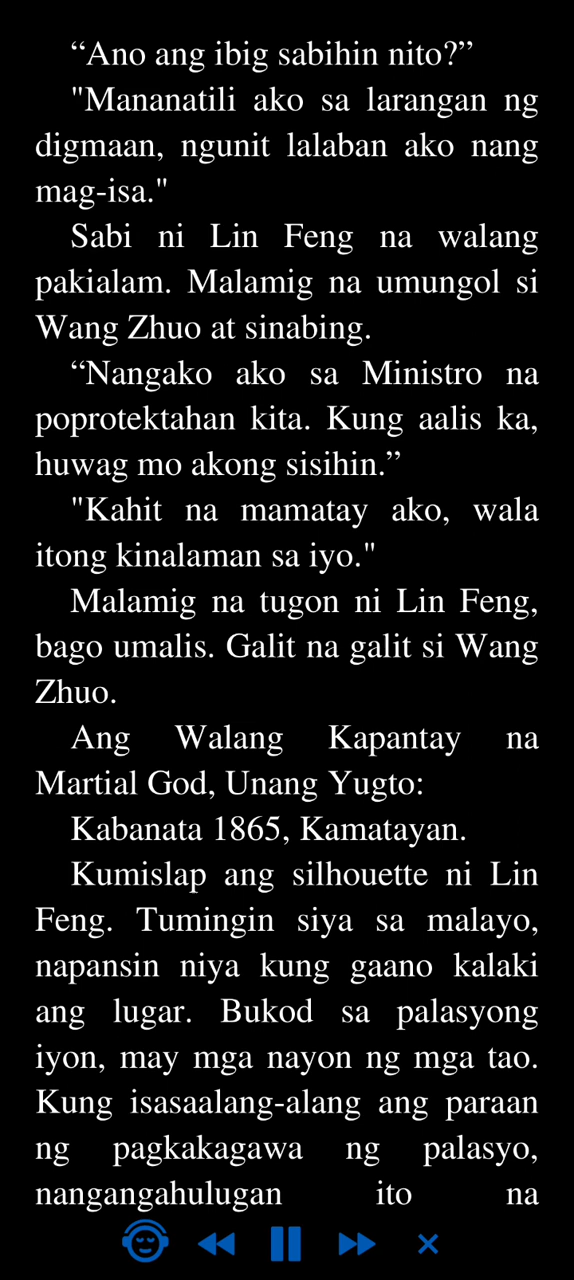 “Ano ang ibig sabihin nito?”
"Mananatili ako sa larangan ng
digmaan, ngunit lalaban ako nang
mag-isa."
Sabi ni Lin Feng na walang
pakialam. Malamig na umungol si
Wang Zhuo at sinabing.
“Nangako ako sa Ministro na
poprotektahan kita. Kung aalis ka,
huwag mo akong sisihin.”
"Kahit na mamatay ako, wala
itong kinalaman sa iyo."
Malamig na tugon ni Lin Feng,
bago umalis. Galit na galit si Wang
Zhuo.
Ang Walang Kapantay na
Martial God, Unang Yugto:
Kabanata 1865, Kamatayan.
Kumislap ang silhouette ni Lin
Feng. Tumingin siya sa malayo,
napansin niya kung gaano kalaki
ang lugar. Bukod sa palasyong
iyon, may mga nayon ng mga tao.
Kung isasaalang-alang ang paraan
ng pagkakagawa ng palasyo,
nangangahulugan ito na